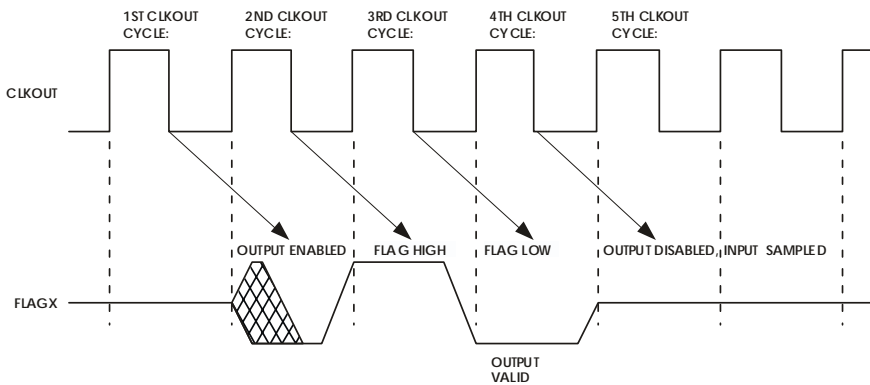 1ST CLKOUT
CYCLE:
2ND CLKOUT
CYCLE:
3RD CLKOUT
CYCLE:
4TH CLKOUT
CYCLE:
5TH CLKOUT
CYCLE:
CLKOUT
OUTPUT ENABLED
FLAG HIGH
FLAG LOW
OUTPUT DISABLED, INPUT SAMPLED
FLAGX
OUTPUT
VALID